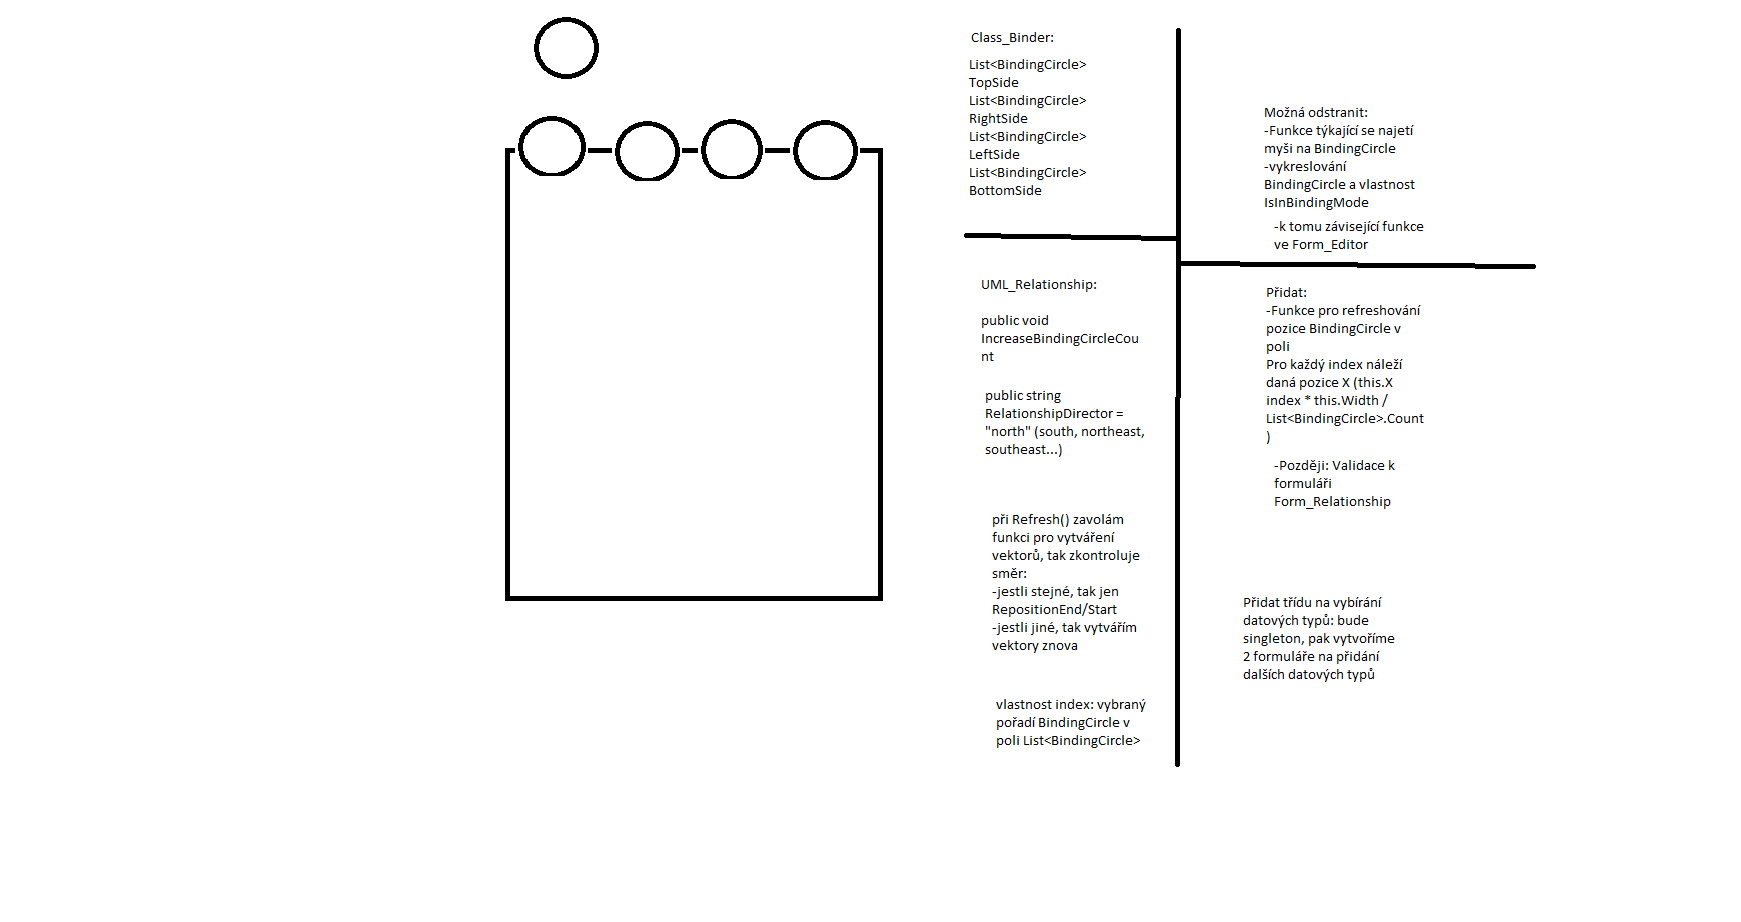 Class_Binder:
List<BindingCircle>
TopSide
List<BindingCircle>
RightSide
List<BindingCircle>
LeftSide
List<BindingCircle>
BottomSide
UML_Relationship:
public void
IncreaseBindingCircleCou
nt
public string
RelationshipDirector =
"north" (south, northeast,
southeast...)
při Refresh() zavolám
funkci pro vytváření
vektorů, tak zkontroluje
směr:
-jestli stejné, tak jen
RepositionEnd/Start
-jestli jiné, tak vytvářím
vektory znova
vlastnost index: vybraný
pořadí BindingCircle v
poli List<BindingCircle>
Možná odstranit:
-Funkce týkající se najetí
myši na BindingCircle
-vykreslování
BindingCircle a vlastnost
IsInBindingMode
-k tomu závisející funkce
ve Form_Editor
Přidat:
-Funkce pro refreshování
pozice BindingCircle v
poli
Pro každý index náleží
daná pozice X (this.X
index * this.Width /
List<BindingCircle>.Count
)
-Později: Validace k
formuláři
Form_Relationship
Přidat třídu na vybírání
datových typů: bude
singleton, pak vytvoříme
2 formuláře na přidání
dalších datových typů